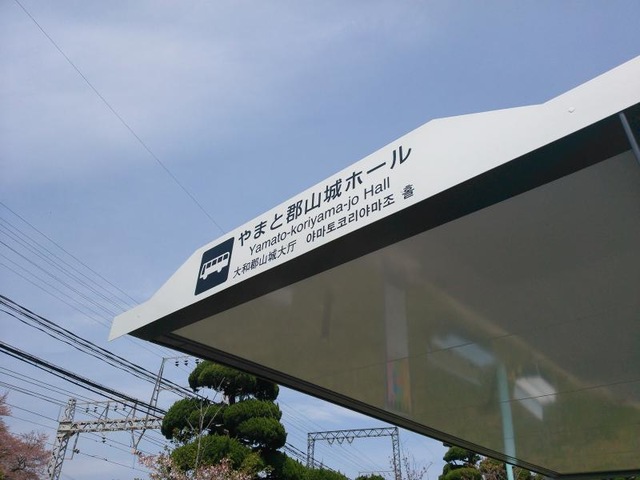 やまと郡山城ホール
Yamato-koriyama-jo Hall
大和郡山城大厅 야마토코리야마조 홀